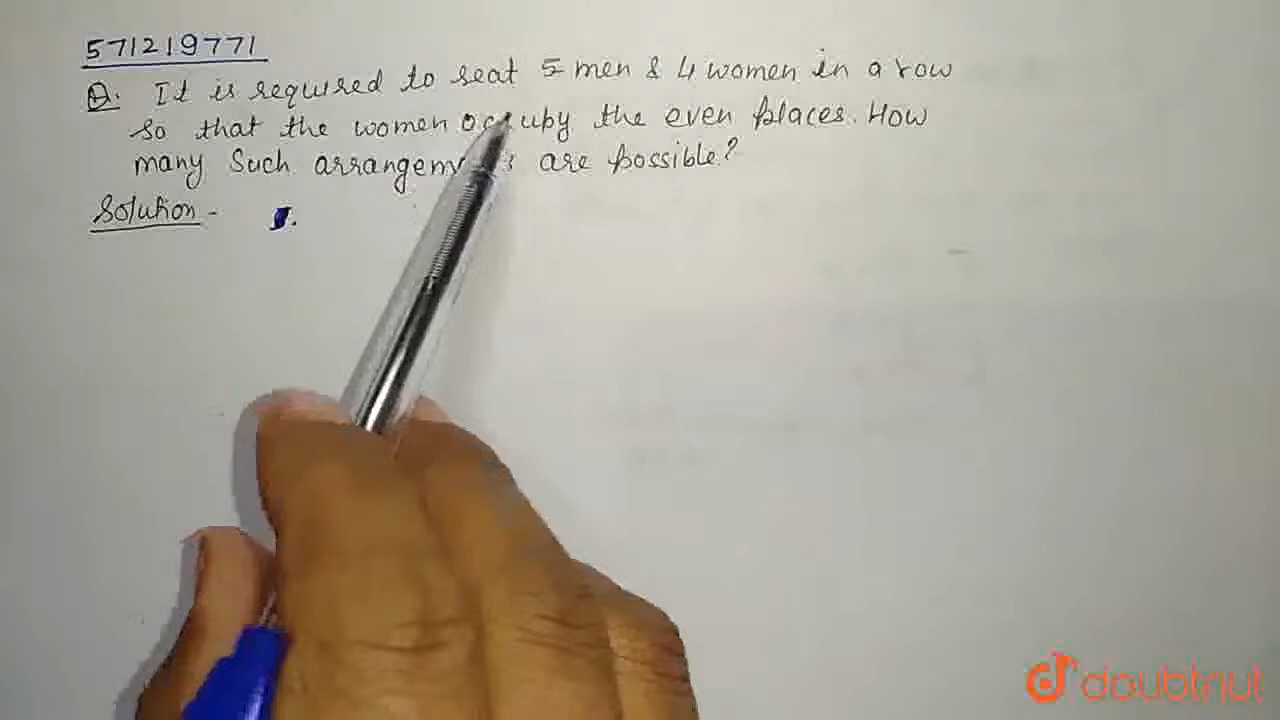 571219771
Q. It is required to seat 5 men & 4 women in a row
so that the women occupy the even places. How
many such are possible?
Solution -
doubtnut